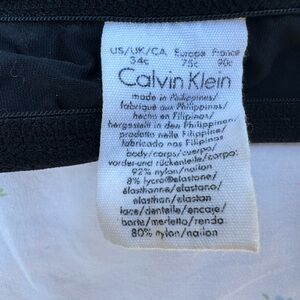 US/UK/CA Europe France
34c 75c 90c
Calvin Klein
made in Philippines/
fabriqué aux Philippines/
hecho en Filipinas/
hergestellt in den Philippinen/
prodotto nelle Filippine/
fabricado nas Filipinas
body/corps/cuerpo/
vorder-und rückenteile/corpo:
92% nylon/nailon
8% lycra®elastane/
élasthanne/elastano/
elasthan/elastan
lace/dentelle/encaje/
borte/merletto/renda
80% nylon/nailon